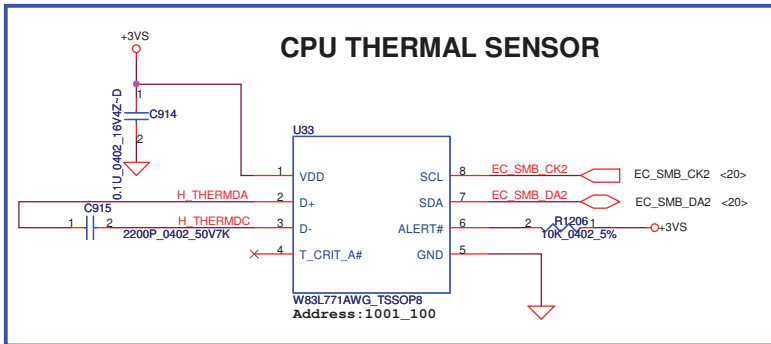 +3VS
CPU THERMAL SENSOR
1
C914
0.1U_0402_16V4Z~D
2
U33
1 VDD SCL 8 EC_SMB_CK2 EC_SMB_CK2 <20>
H_THERMDA 2 D+ SDA 7 EC_SMB_DA2 EC_SMB_DA2 <20>
C915
1 2 H_THERMDC 3 D- ALERT# 6 2 R1206 1 +3VS
2200P_0402_50V7K 10K_0402_5%
4 T_CRIT_A# GND 5
W83L771AWG_TSSOP8
Address:1001_100